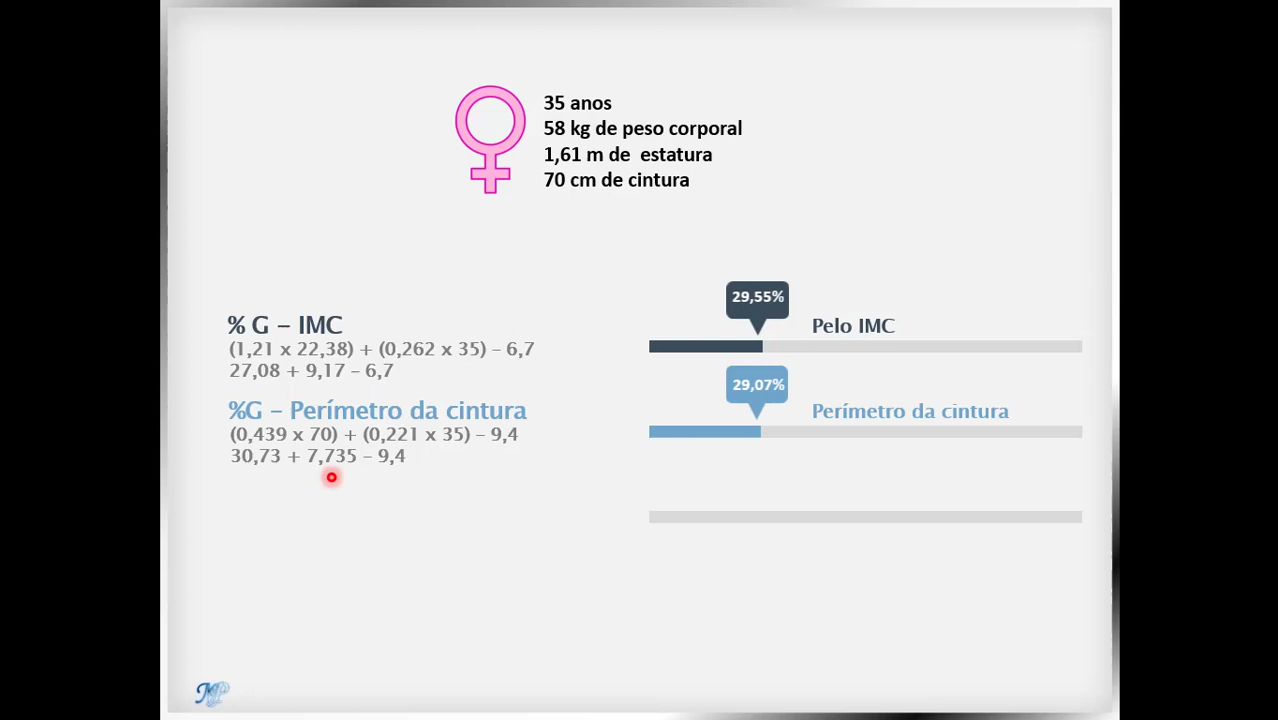 35 anos
58 kg de peso corporal
1,61 m de estatura
70 cm de cintura
29,55%
% G – IMC
Pelo IMC
(1,21 x 22,38) + (0,262 x 35) – 6,7
27,08 + 9,17 – 6,7
29,07%
%G – Perímetro da cintura
Perímetro da cintura
(0,439 x 70) + (0,221 x 35) – 9,4
30,73 + 7,735 – 9,4